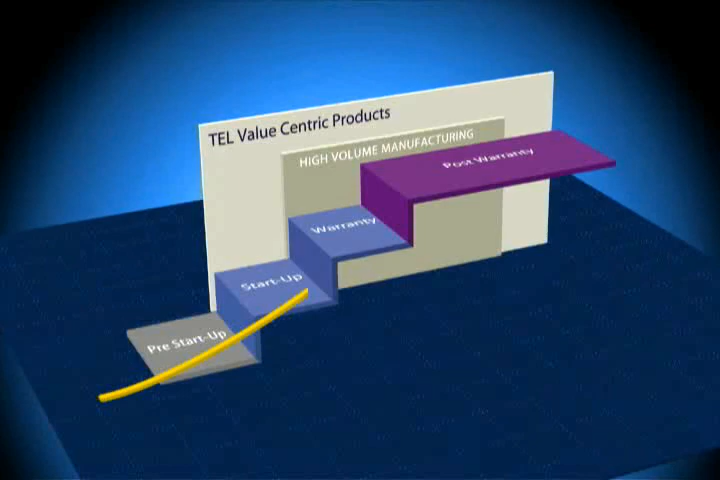 TEL Value Centric Products
HIGH VOLUME MANUFACTURING
Post Warranty
Warranty
Start-Up
Pre Start-Up